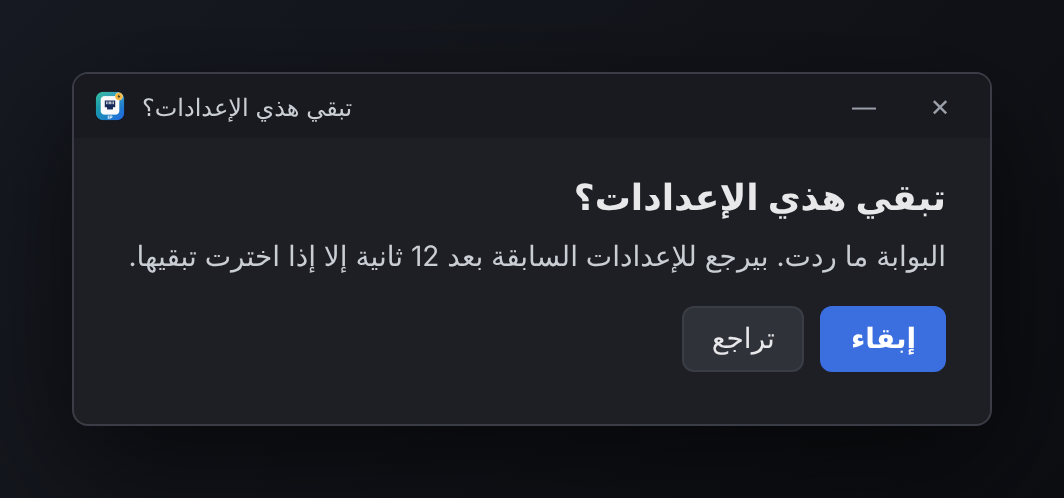 تبقي هذي الإعدادات؟
تبقي هذي الإعدادات؟
البوابة ما ردت. بيرجع للإعدادات السابقة بعد 12 ثانية إلا إذا اخترت تبقيها.
إبقاء
تراجع